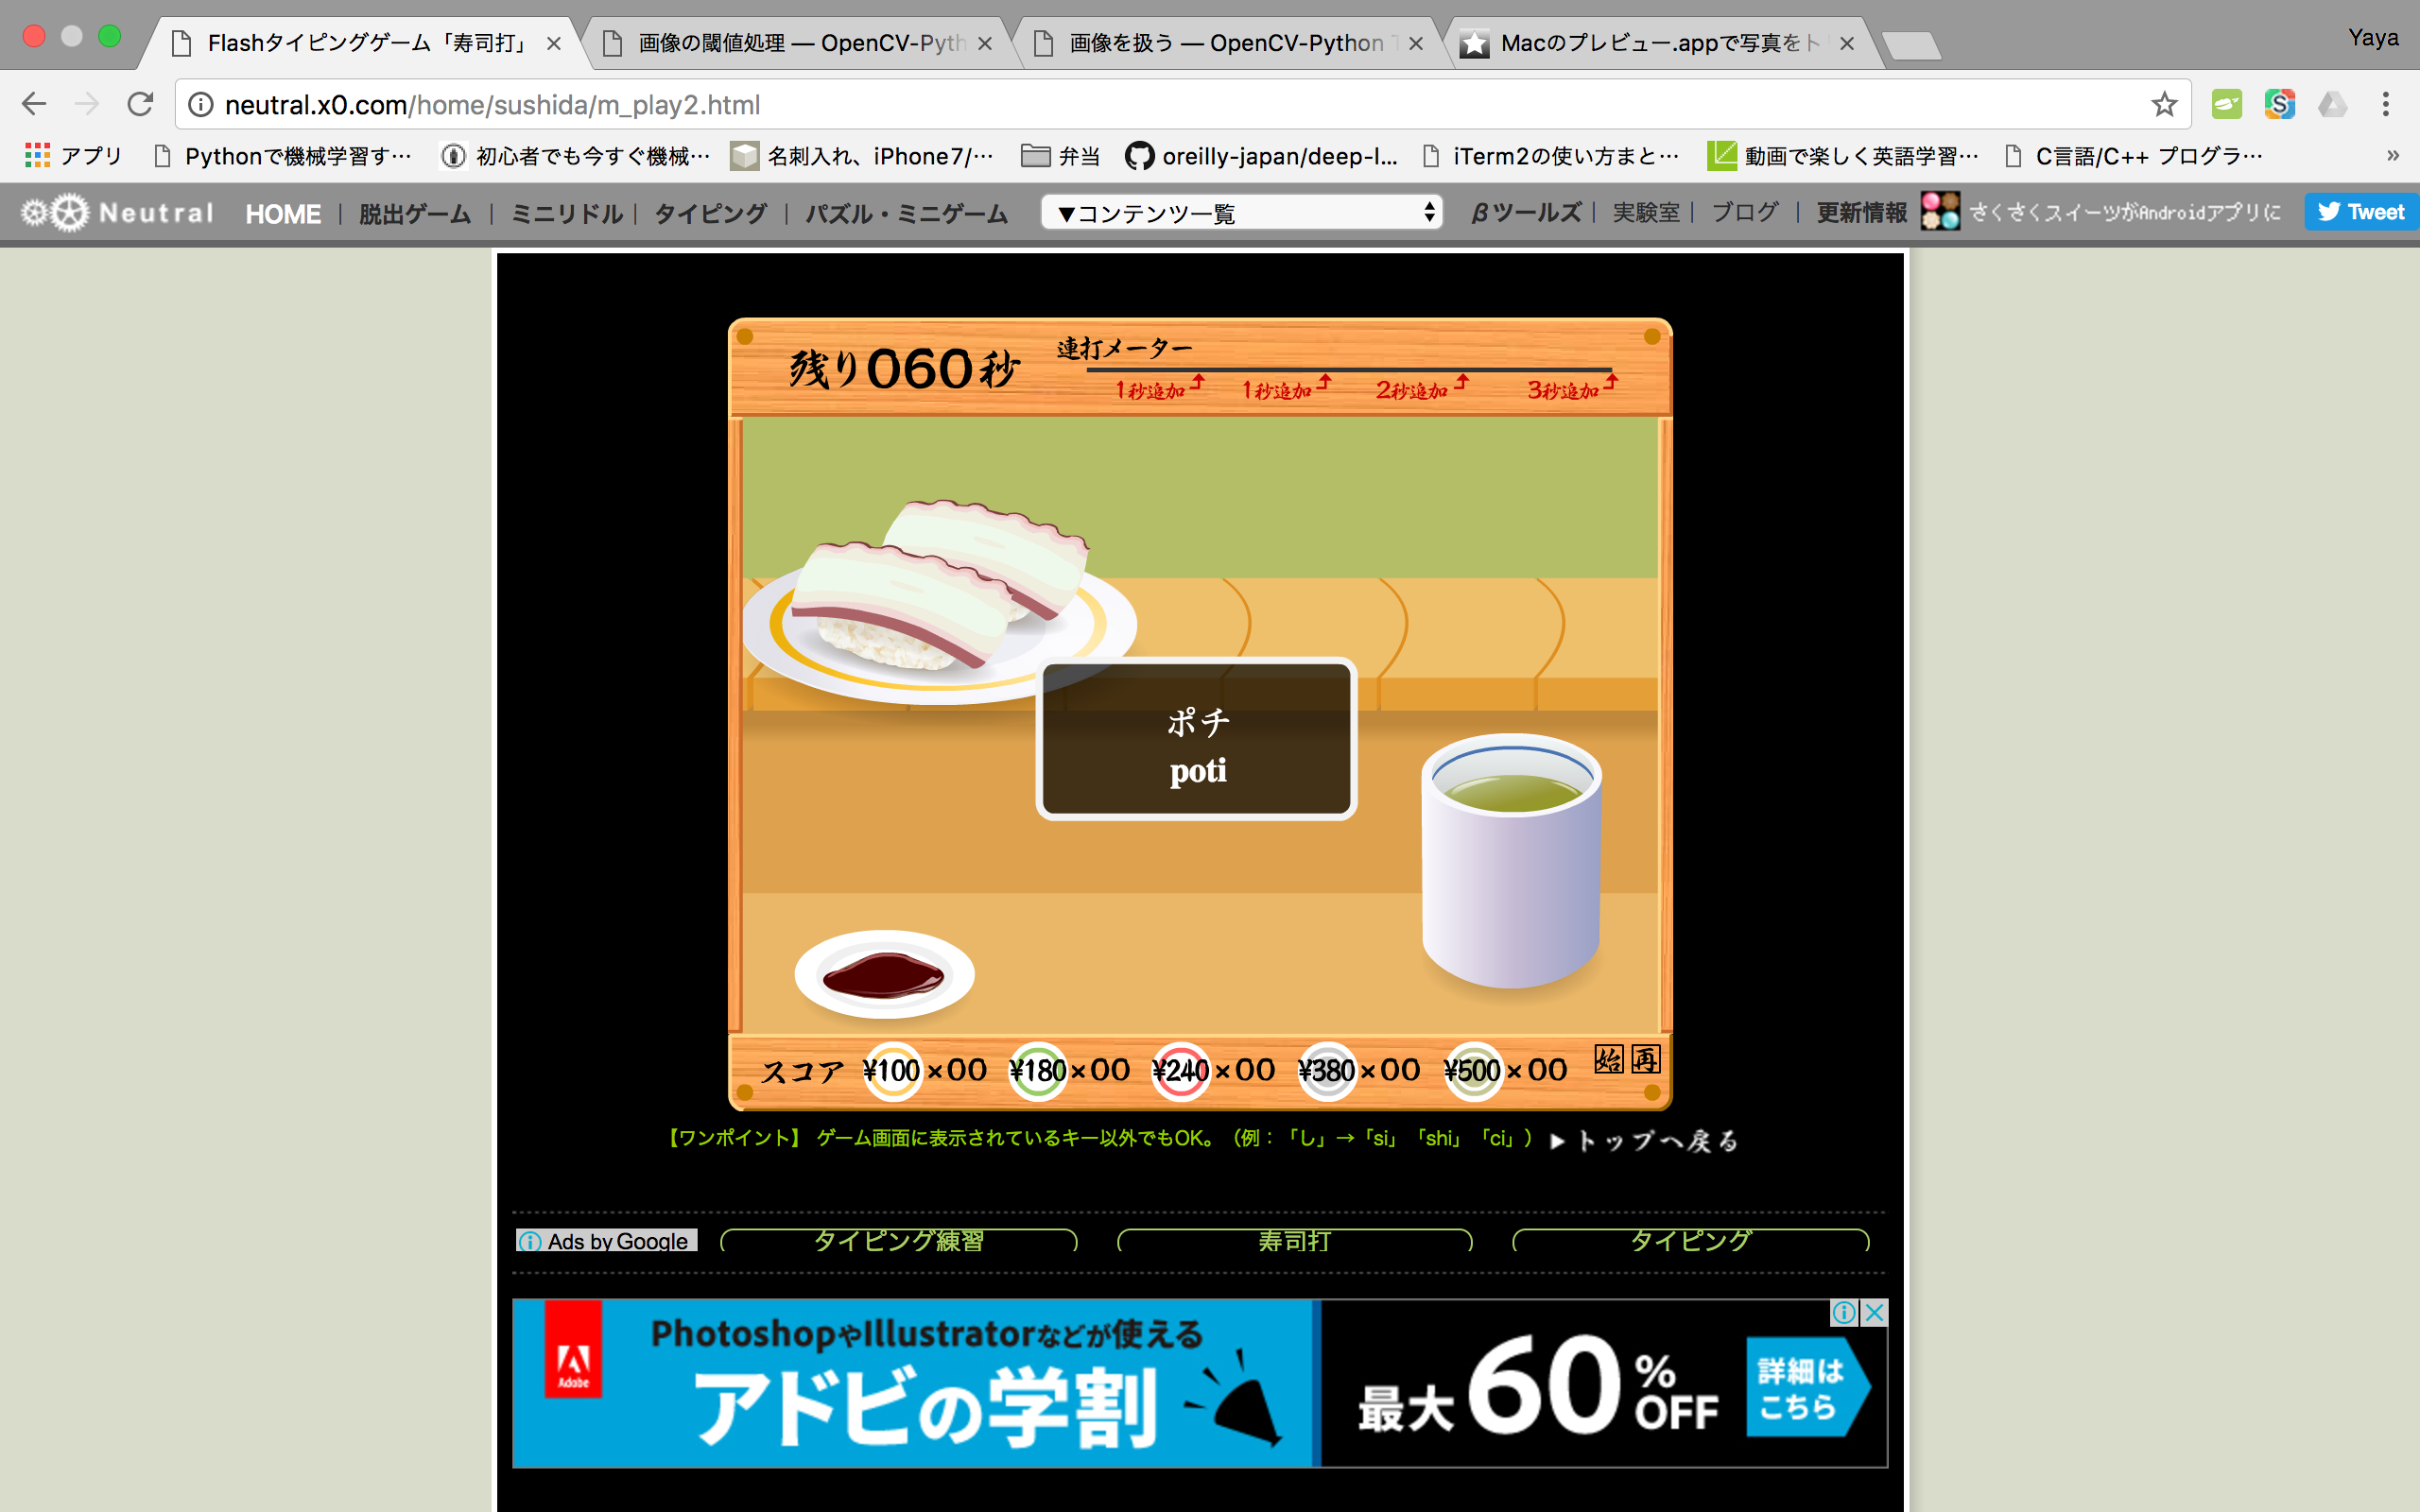 Flashタイピングゲーム「寿司打」
画像の閾値処理 — OpenCV-Pyth
画像を扱う — OpenCV-Python
Macのプレビュー.appで写真をト
Yaya
neutral.x0.com/home/sushida/m_play2.html
アプリ Pythonで機械学習す… 初心者でも今すぐ機械… 名刺入れ、iPhone7/… 弁当 oreilly-japan/deep-l... iTerm2の使い方まと… 動画で楽しく英語学習… C言語/C++ プログラ… »
Neutral HOME | 脱出ゲーム | ミニリドル | タイピング | パズル・ミニゲーム ▼コンテンツ一覧 βツールズ | 実験室 | ブログ | 更新情報 さくさくスイーツがAndroidアプリに Tweet
残り060秒 連打メーター
1秒追加 1秒追加 2秒追加 3秒追加
ポチ
poti
スコア ¥100×00 ¥180×00 ¥240×00 ¥380×00 ¥500×00 始 再
【ワンポイント】 ゲーム画面に表示されているキー以外でもOK。（例：「し」→「si」「shi」「ci」） ▶トップへ戻る
Ads by Google タイピング練習 寿司打 タイピング
Adobe
PhotoshopやIllustratorなどが使える
アドビの学割
最大60%OFF
詳細は
こちら